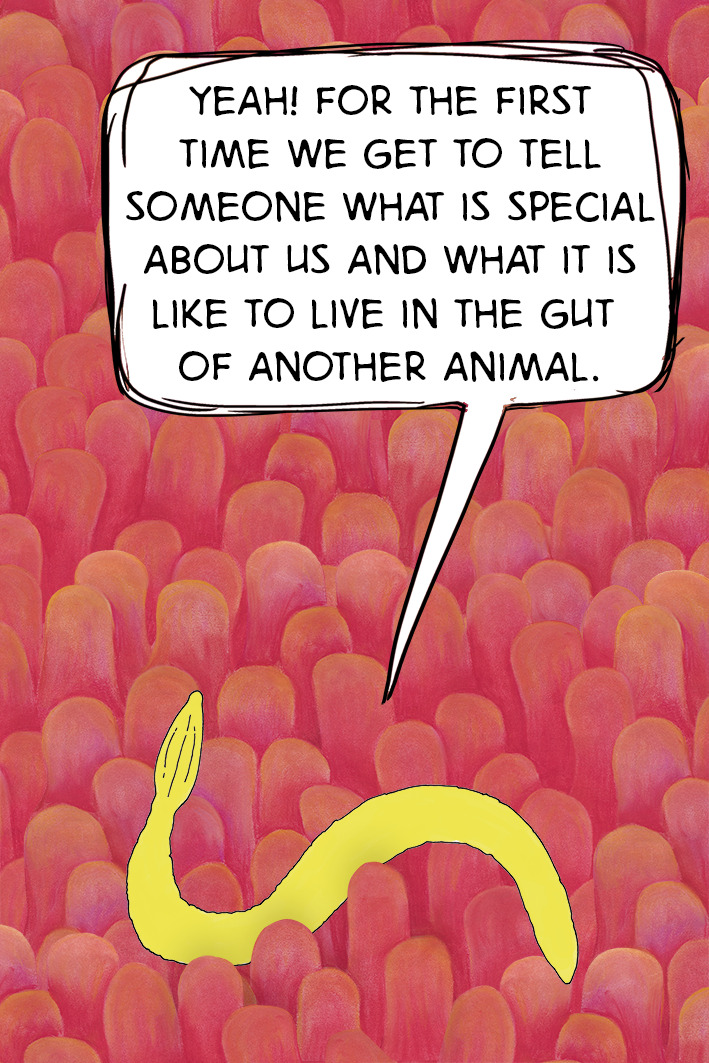 YEAH! FOR THE FIRST
TIME WE GET TO TELL
SOMEONE WHAT IS SPECIAL
ABOUT US AND WHAT IT IS
LIKE TO LIVE IN THE GUT
OF ANOTHER ANIMAL.